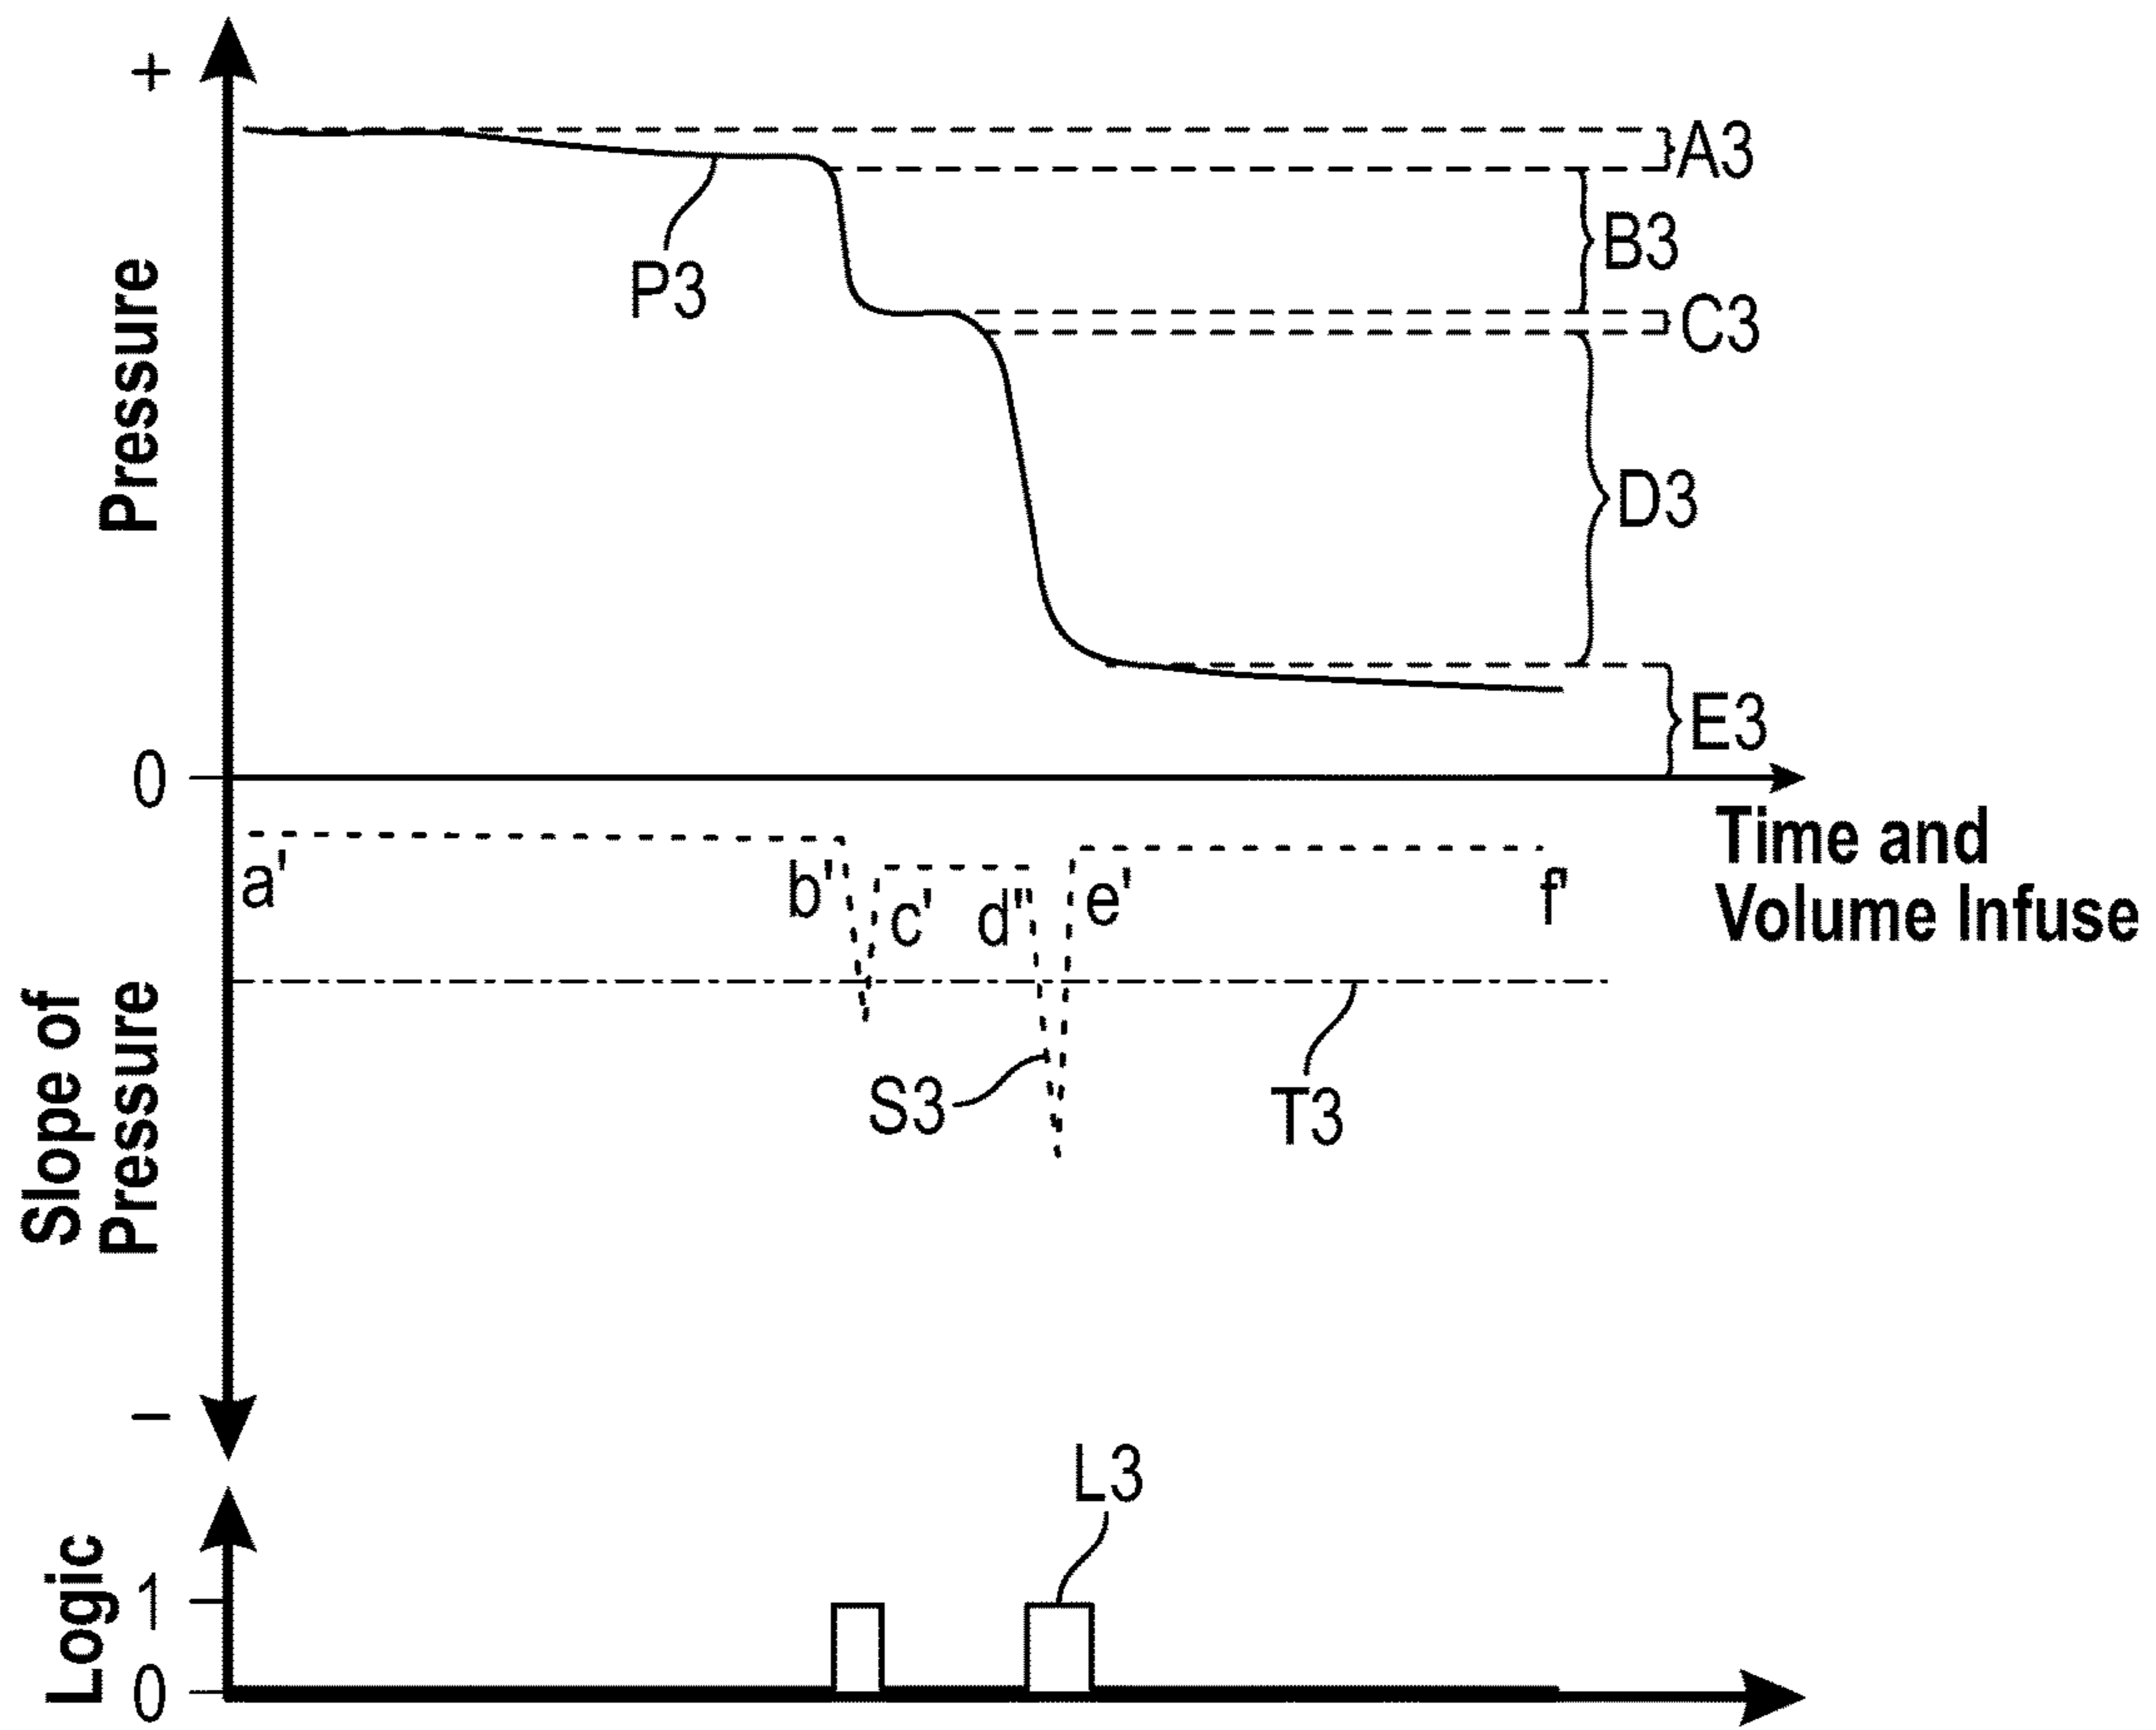 +
A3
B3
P3
C3
Pressure
D3
E3
0
Time and
Volume Infuse
a'
b'
c'
d''
e'
f'
Slope of
Pressure
S3
T3
−
L3
Logic
1
0